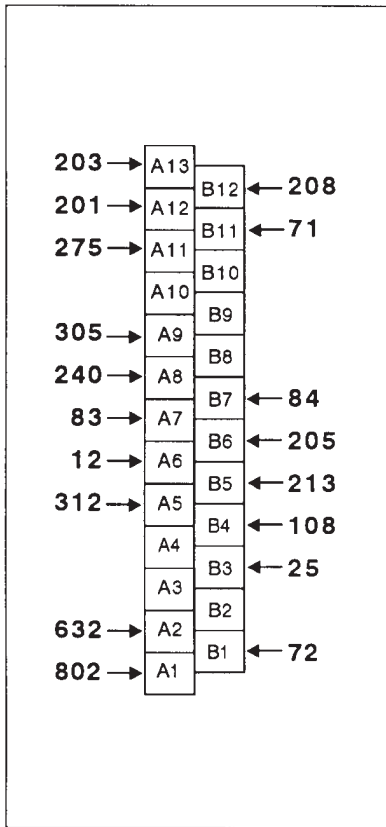 203 → A13
B12 ← 208
201 → A12
B11 ← 71
275 → A11
B10
A10
B9
305 → A9
B8
240 → A8
B7 ← 84
83 → A7
B6 ← 205
12 → A6
B5 ← 213
312 → A5
B4 ← 108
A4
B3 ← 25
A3
B2
632 → A2
B1 ← 72
802 → A1